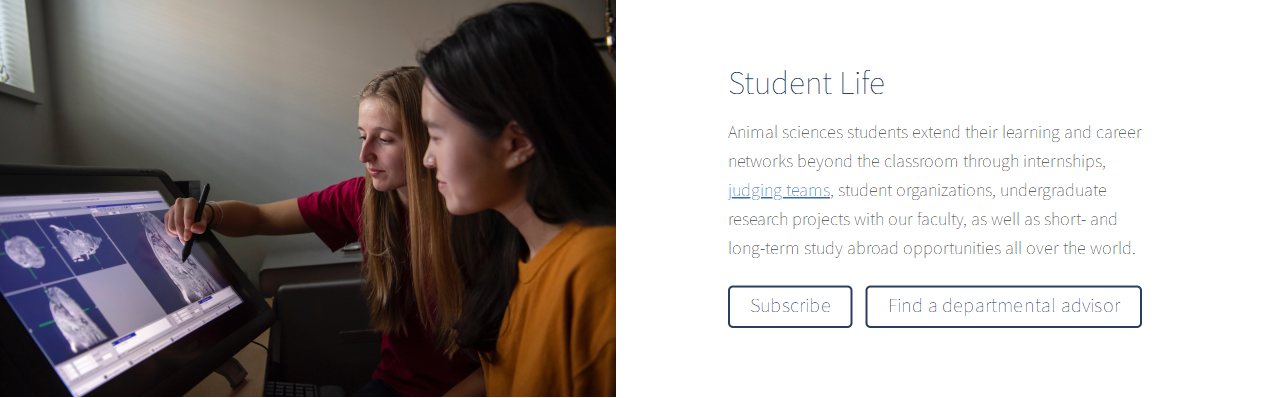 Student Life
Animal sciences students extend their learning and career
networks beyond the classroom through internships,
judging teams, student organizations, undergraduate
research projects with our faculty, as well as short- and
long-term study abroad opportunities all over the world.
Subscribe
Find a departmental advisor